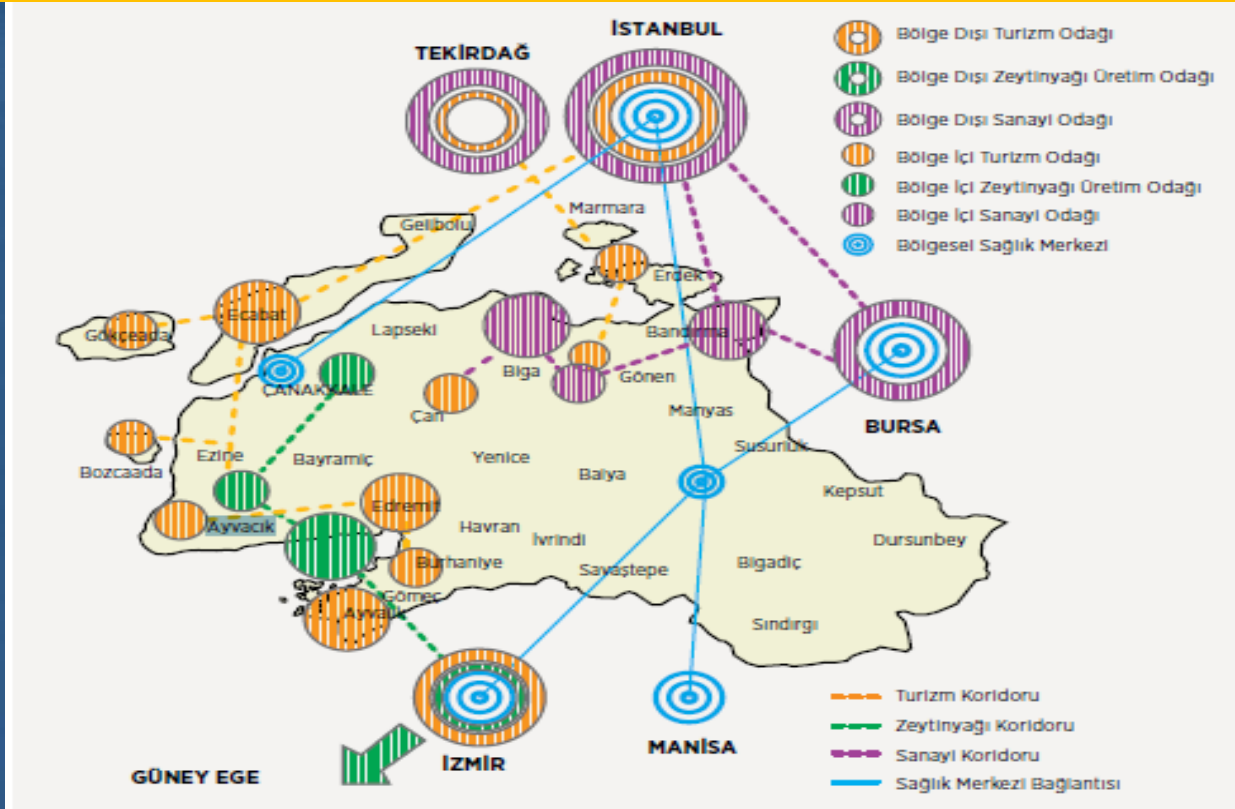 İSTANBUL
TEKİRDAĞ
Bölge Dışı Turizm Odağı
Bölge Dışı Zeytinyağı Üretim Odağı
Bölge Dışı Sanayi Odağı
Bölge İçi Turizm Odağı
Bölge İçi Zeytinyağı Üretim Odağı
Bölge İçi Sanayi Odağı
Bölgesel Sağlık Merkezi
Marmara
Gelibolu
Erdek
Ecabat
Gökçeada
Lapseki
Bandırma
Biga
Gönen
ÇANAKKALE
Çan
Manyas
BURSA
Susurluk
Bozcaada
Ezine
Bayramiç
Yenice
Balya
Kepsut
Edremit
Ayvacık
Havran
İvrindi
Dursunbey
Burhaniye
Savaştepe
Bigadiç
Gömeç
Ayvalık
Sındırgı
Turizm Koridoru
Zeytinyağı Koridoru
Sanayi Koridoru
Sağlık Merkezi Bağlantısı
MANİSA
İZMİR
GÜNEY EGE